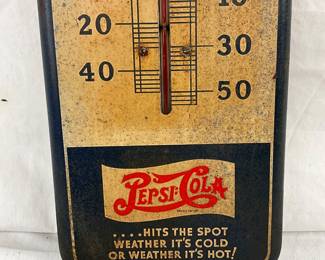 10
20
30
40
50
PEPSI-COLA
....HITS THE SPOT
WEATHER IT'S COLD
OR WEATHER IT'S HOT!